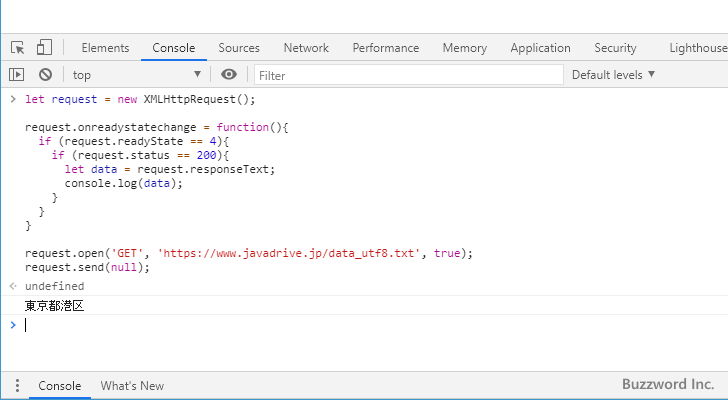 Elements Console Sources Network Performance Memory Application Security Lighthouse
top ▼ Filter Default levels ▼
> let request = new XMLHttpRequest();
request.onreadystatechange = function(){
if (request.readyState == 4){
if (request.status == 200){
let data = request.responseText;
console.log(data);
}
}
}
request.open('GET', 'https://www.javadrive.jp/data_utf8.txt', true);
request.send(null);
undefined
東京都港区
>
Console What's New
Buzzword Inc.